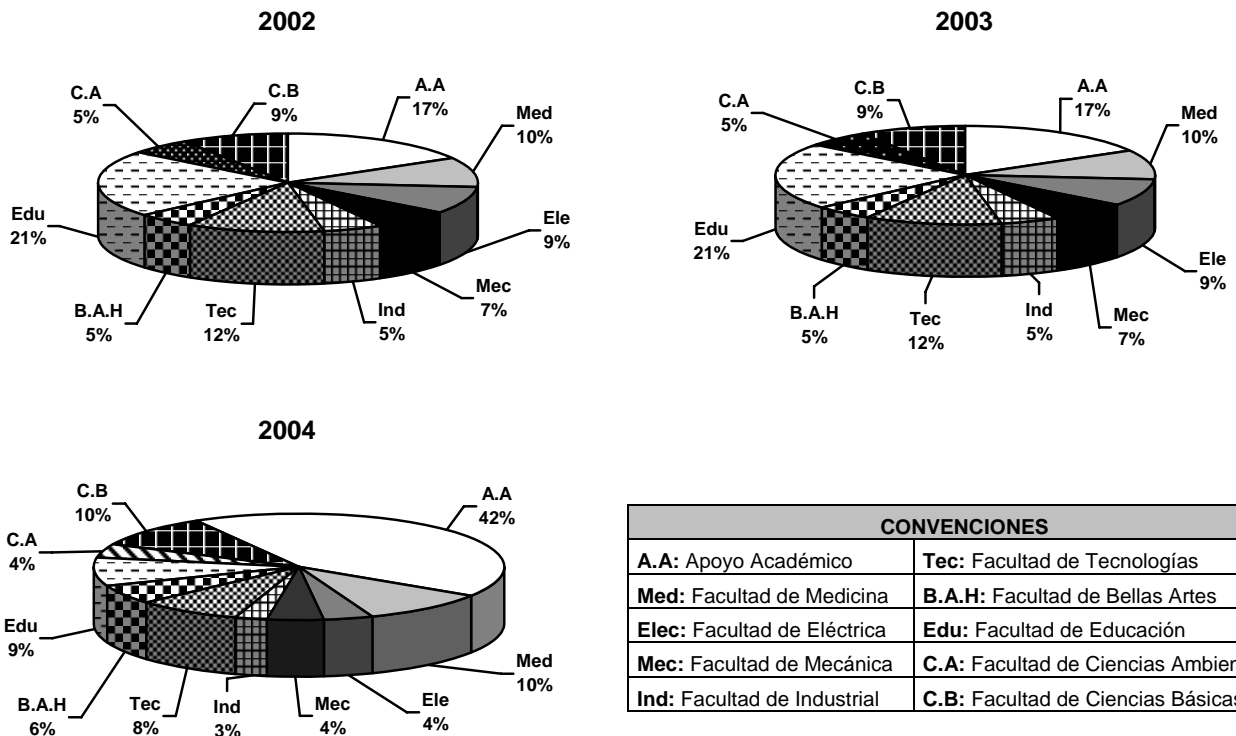 2002
C.A
5%
C.B
9%
A.A
17%
Med
10%
Ele
9%
Mec
7%
Ind
5%
Tec
12%
B.A.H
5%
Edu
21%
2003
C.A
5%
C.B
9%
A.A
17%
Med
10%
Ele
9%
Mec
7%
Ind
5%
Tec
12%
B.A.H
5%
Edu
21%
2004
C.B
10%
A.A
42%
C.A
4%
Edu
9%
B.A.H
6%
Tec
8%
Ind
3%
Mec
4%
Ele
4%
Med
10%
CONVENCIONES
A.A: Apoyo Académico Tec: Facultad de Tecnologías
Med: Facultad de Medicina B.A.H: Facultad de Bellas Artes
Elec: Facultad de Eléctrica Edu: Facultad de Educación
Mec: Facultad de Mecánica C.A: Facultad de Ciencias Ambien
Ind: Facultad de Industrial C.B: Facultad de Ciencias Básicas